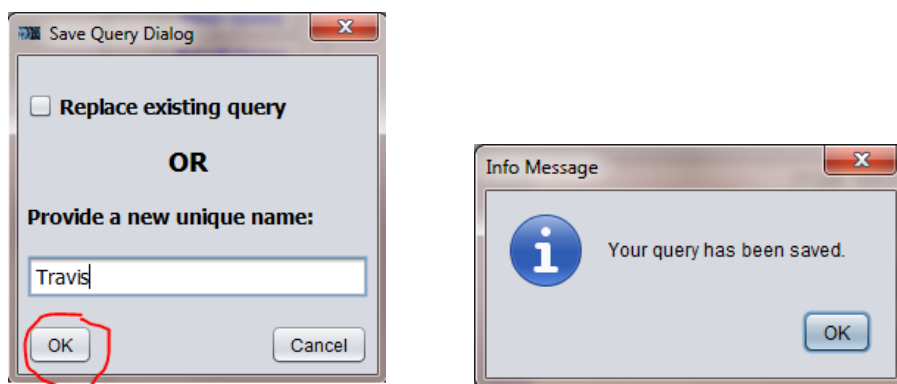 Save Query Dialog
Replace existing query
OR
Provide a new unique name:
Travis
OK
Cancel
Info Message
Your query has been saved.
OK